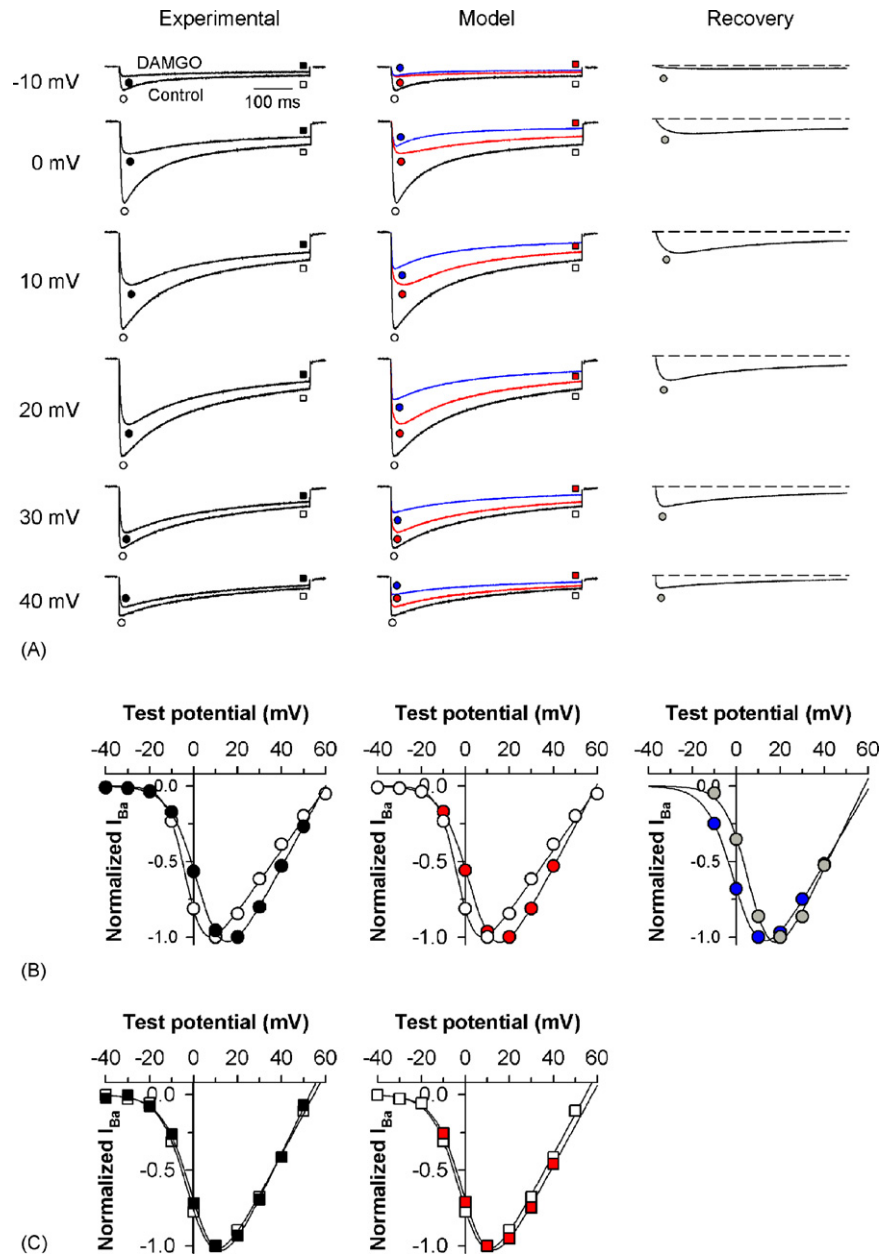 Experimental Model Recovery
-10 mV
DAMGO
Control
100 ms
0 mV
10 mV
20 mV
30 mV
40 mV
(A)
Test potential (mV) Test potential (mV) Test potential (mV)
-40 -20 0 20 40 60 -40 -20 0 20 40 60 -20 0 20 40 60
0.0 0.0 0.0
-0.5 -0.5 -0.5
-1.0 -1.0 -1.0
Normalized I_Ba Normalized I_Ba Normalized I_Ba
(B)
Test potential (mV) Test potential (mV)
-40 -20 0 20 40 60 -40 -20 0 20 40 60
0.0 0.0
-0.5 -0.5
-1.0 -1.0
Normalized I_Ba Normalized I_Ba
(C)